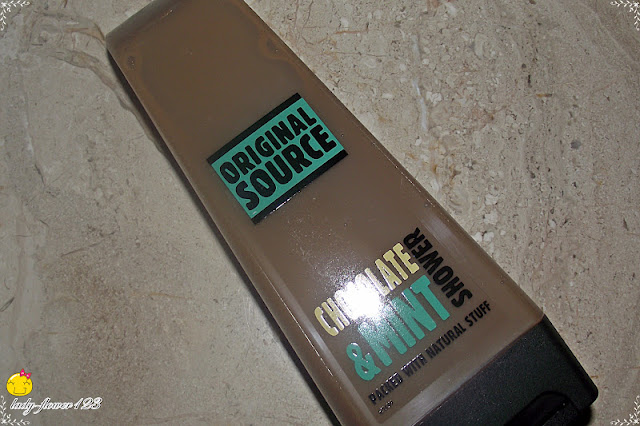 ORIGINAL
SOURCE
CHOCOLATE
&MINT
SHOWER
PACKED WITH NATURAL STUFF
lady-flower123